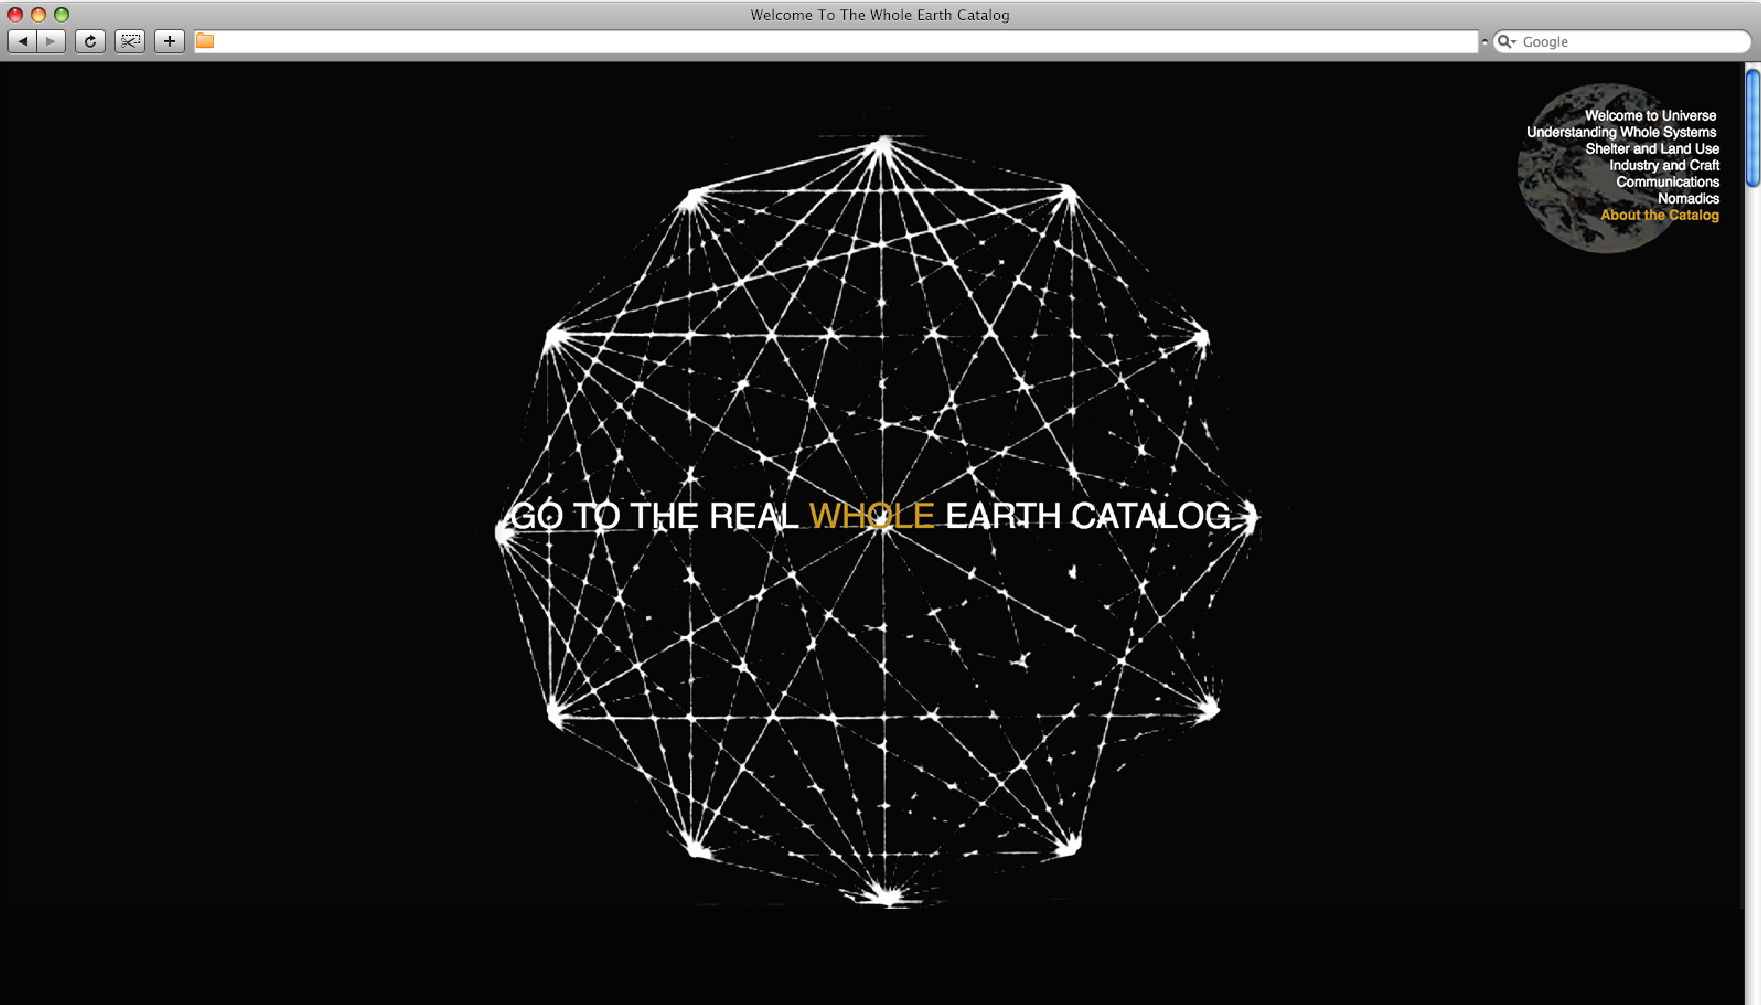 Welcome To The Whole Earth Catalog
Google
Welcome to Universe
Understanding Whole Systems
Shelter and Land Use
Industry and Craft
Communications
Nomadics
About the Catalog
GO TO THE REAL WHOLE EARTH CATALOG